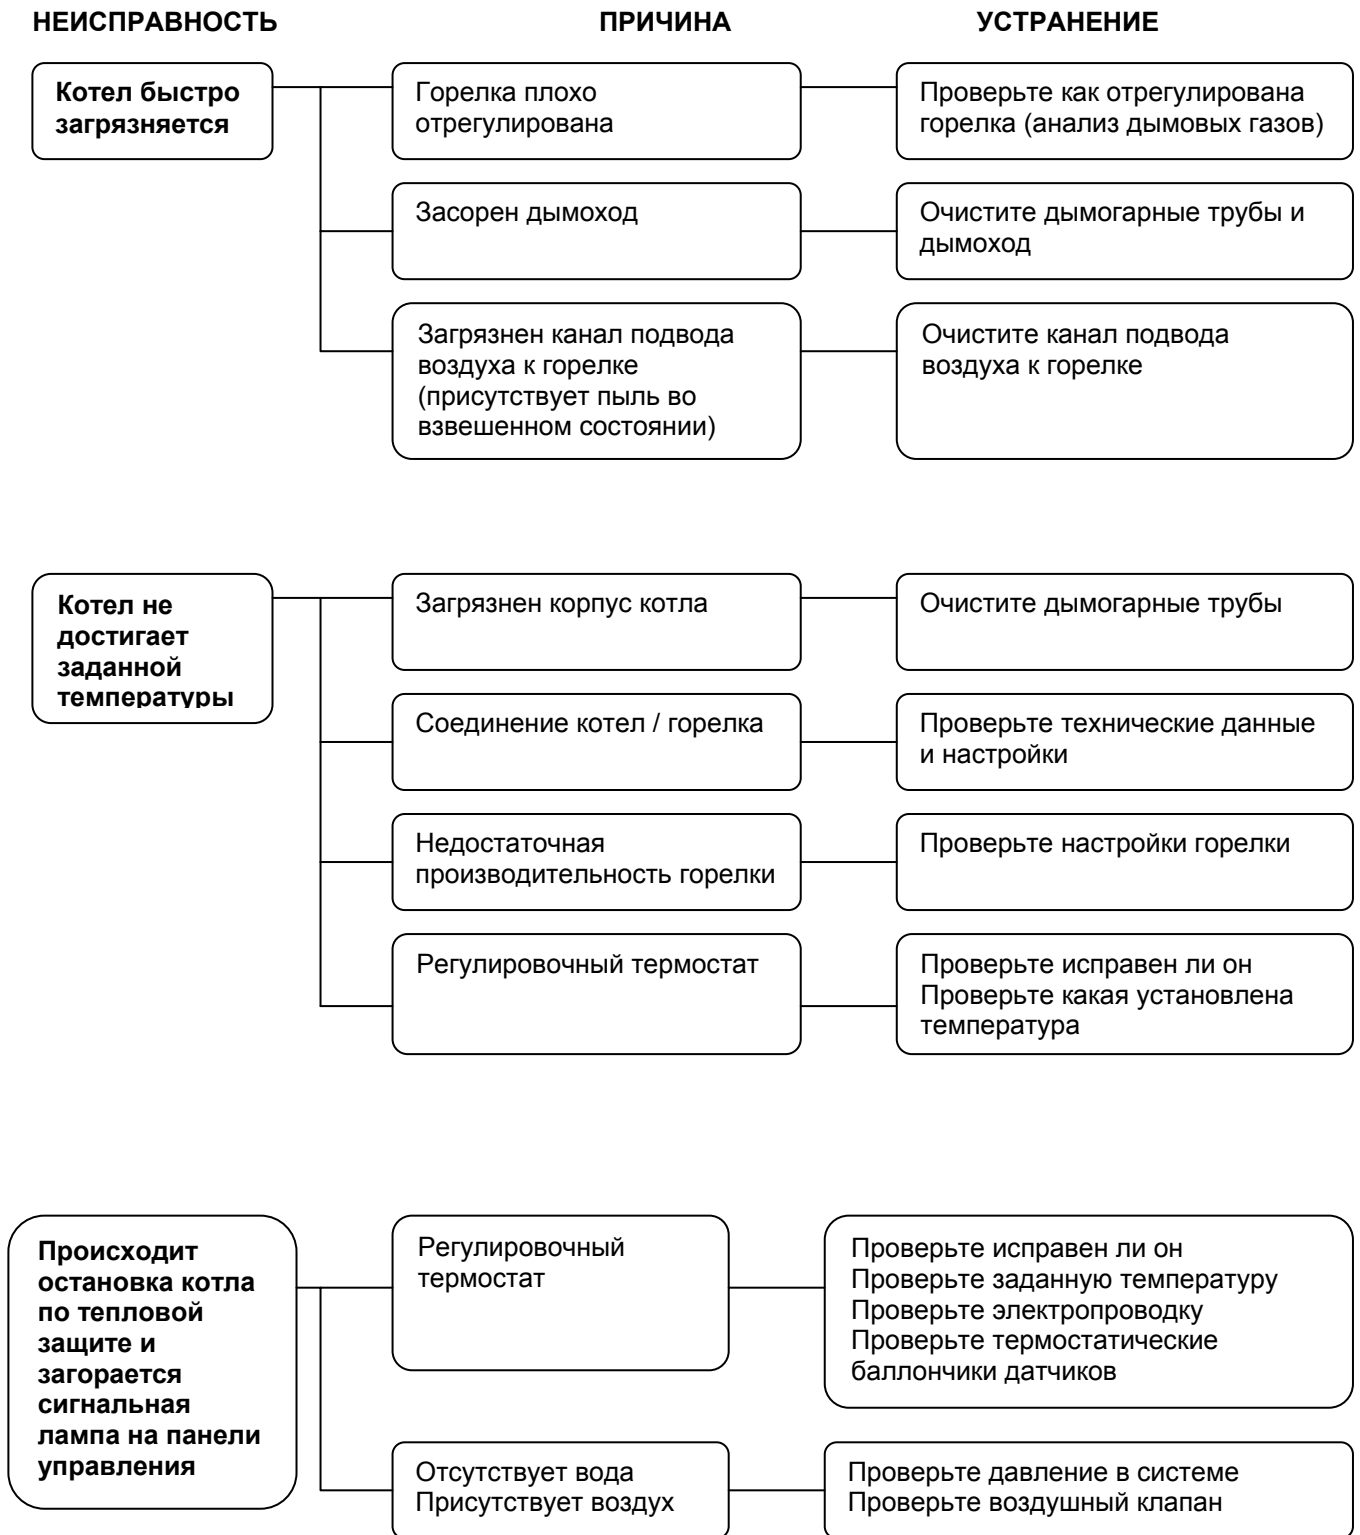 НЕИСПРАВНОСТЬ ПРИЧИНА УСТРАНЕНИЕ
Котел быстро
загрязняется
Горелка плохо
отрегулирована
Проверьте как отрегулирована
горелка (анализ дымовых газов)
Засорен дымоход
Очистите дымогарные трубы и
дымоход
Загрязнен канал подвода
воздуха к горелке
(присутствует пыль во
взвешенном состоянии)
Очистите канал подвода
воздуха к горелке
Котел не
достигает
заданной
температуры
Загрязнен корпус котла
Очистите дымогарные трубы
Соединение котел / горелка
Проверьте технические данные
и настройки
Недостаточная
производительность горелки
Проверьте настройки горелки
Регулировочный термостат
Проверьте исправен ли он
Проверьте какая установлена
температура
Происходит
остановка котла
по тепловой
защите и
загорается
сигнальная
лампа на панели
управления
Регулировочный
термостат
Проверьте исправен ли он
Проверьте заданную температуру
Проверьте электропроводку
Проверьте термостатические
баллончики датчиков
Отсутствует вода
Присутствует воздух
Проверьте давление в системе
Проверьте воздушный клапан